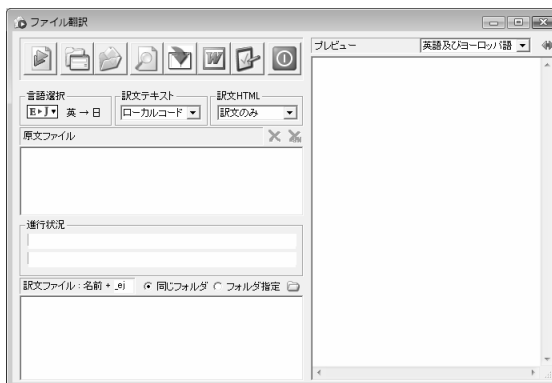 ファイル翻訳
プレビュー
英語及びヨーロッパ語
言語選択
E▸J▾ 英→日
訳文テキスト
ローカルコード
訳文HTML
訳文のみ
原文ファイル
進行状況
訳文ファイル：名前 + _ej 同じフォルダ フォルダ指定